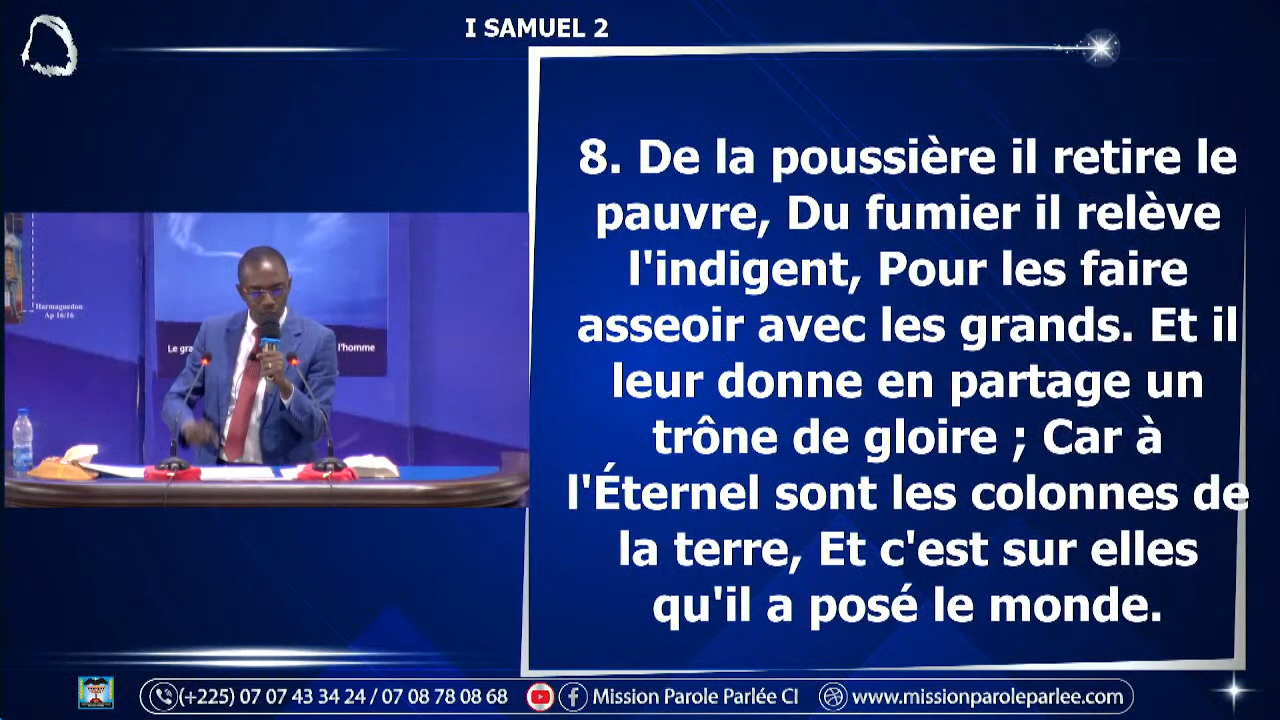 I SAMUEL 2
8. De la poussière il retire le
pauvre, Du fumier il relève
l'indigent, Pour les faire
asseoir avec les grands. Et il
leur donne en partage un
trône de gloire ; Car à
l'Éternel sont les colonnes de
la terre, Et c'est sur elles
qu'il a posé le monde.
Harmaguedon
Ap 16/16
Le gra
l'homme
(+225) 07 07 43 34 24 / 07 08 78 08 68
Mission Parole Parlée CI
www.missionparoleparlee.com